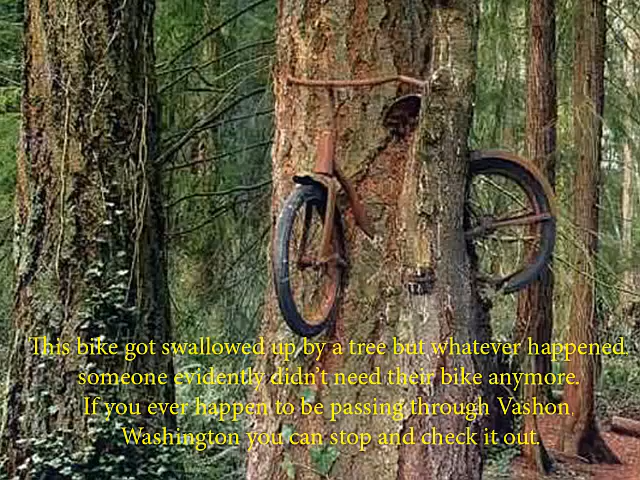 This bike got swallowed up by a tree but whatever happened
someone evidently didn't need their bike anymore.
If you ever happen to be passing through Vashon,
Washington you can stop and check it out.